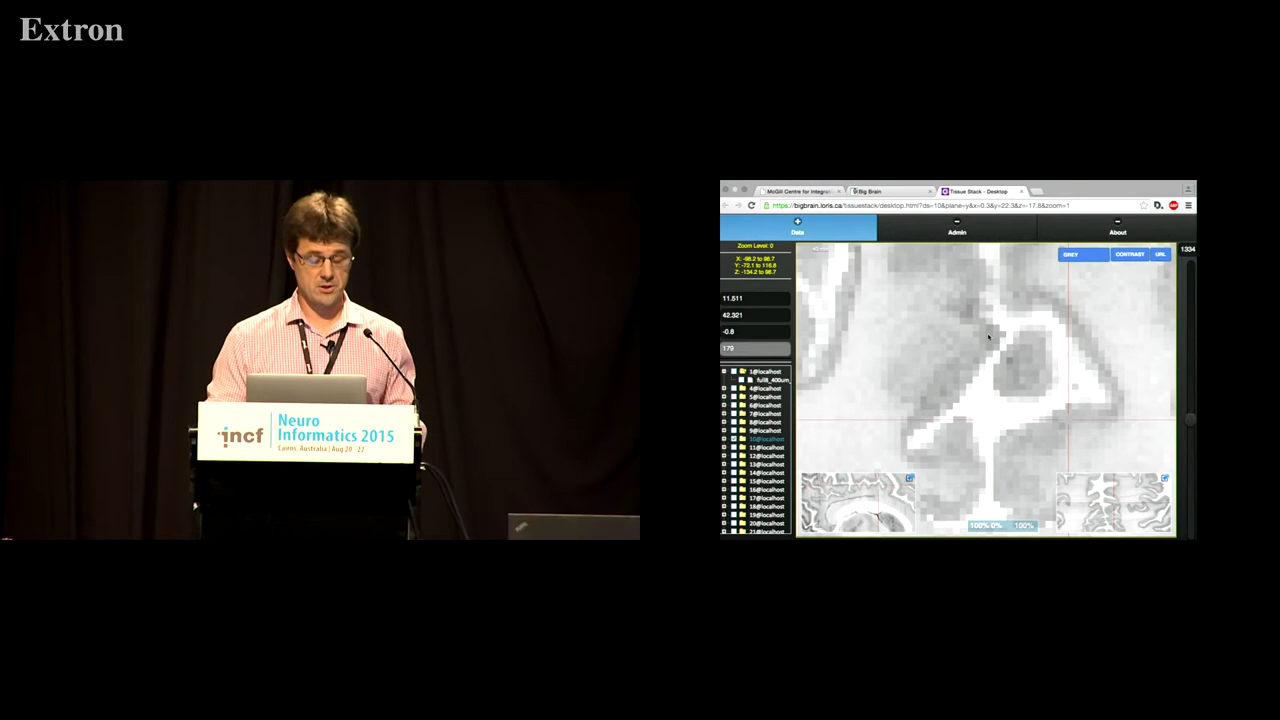 Extron
incf
Neuro
Informatics 2015
Cairns, Australia | Aug 20 - 22
McGill Centre for Integrat
Big Brain
Tissue Stack - Desktop
https://bigbrain.loris.ca/tissuestack/desktop.html?ds=10&plane=y&x=0.3&y=22.3&z=-17.8&zoom=1
Data
Admin
About
Zoom Level: 0
X: -98.2 to 98.7
Y: -72.1 to 116.8
Z: -134.2 to 98.7
GREY
CONTRAST
URL
1334
11.511
42.321
-0.8
179
1@localhost
full8_400um_
4@localhost
5@localhost
6@localhost
7@localhost
8@localhost
9@localhost
10@localhost
11@localhost
12@localhost
13@localhost
14@localhost
15@localhost
16@localhost
17@localhost
18@localhost
19@localhost
20@localhost
21@localhost
100% 0% 100%